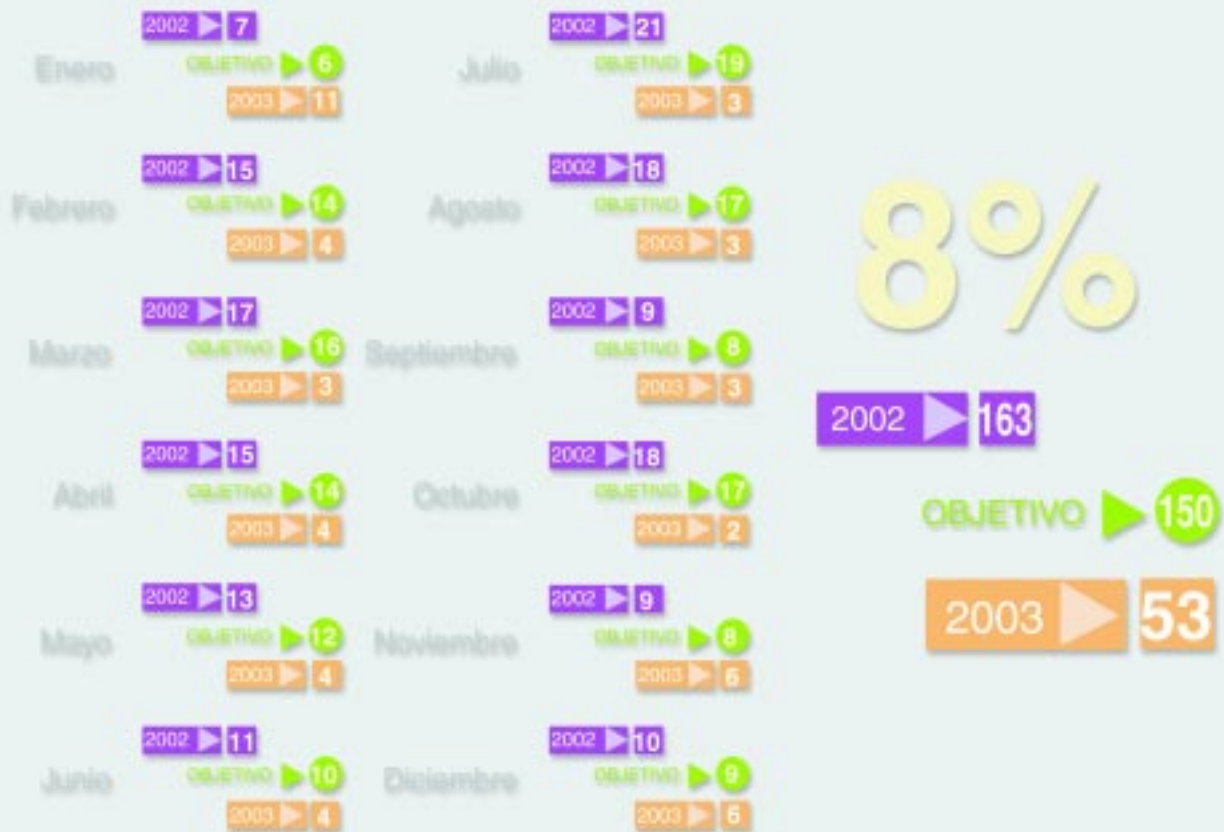 2002 7
Enero
OBJETIVO 6
2003 11
2002 15
Febrero
OBJETIVO 14
2003 4
2002 17
Marzo
OBJETIVO 16
2003 3
2002 15
Abril
OBJETIVO 14
2003 4
2002 13
Mayo
OBJETIVO 12
2003 4
2002 11
Junio
OBJETIVO 10
2003 4
2002 21
Julio
OBJETIVO 19
2003 3
2002 18
Agosto
OBJETIVO 17
2003 3
2002 9
Septiembre
OBJETIVO 8
2003 3
2002 18
Octubre
OBJETIVO 17
2003 2
2002 9
Noviembre
OBJETIVO 8
2003 6
2002 10
Diciembre
OBJETIVO 9
2003 6
8%
2002 163
OBJETIVO 150
2003 53